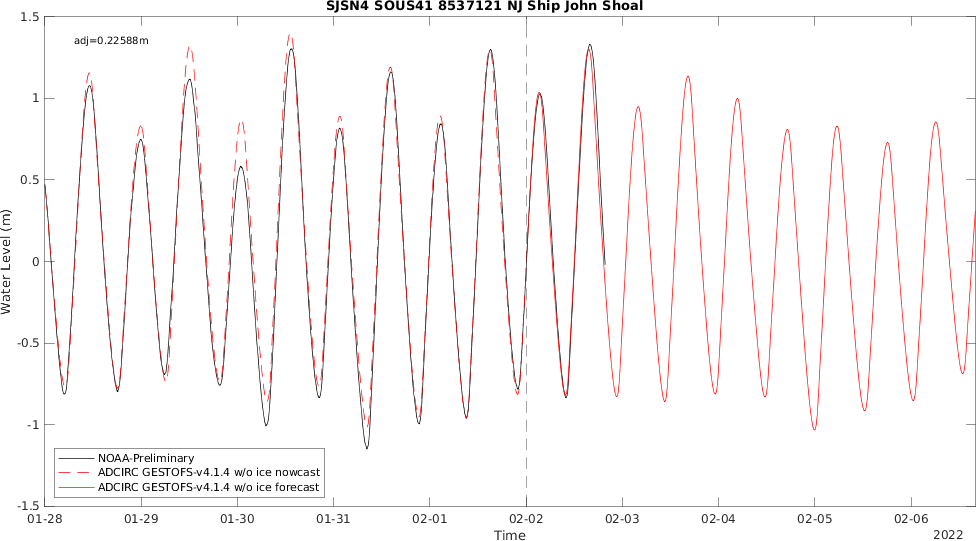 SJSN4 SOUS41 8537121 NJ Ship John Shoal
adj=0.22588m
1.5
1
0.5
0
-0.5
-1
-1.5
Water Level (m)
NOAA-Preliminary
ADCIRC GESTOFS-v4.1.4 w/o ice nowcast
ADCIRC GESTOFS-v4.1.4 w/o ice forecast
01-28 01-29 01-30 01-31 02-01 02-02 02-03 02-04 02-05 02-06
Time
2022